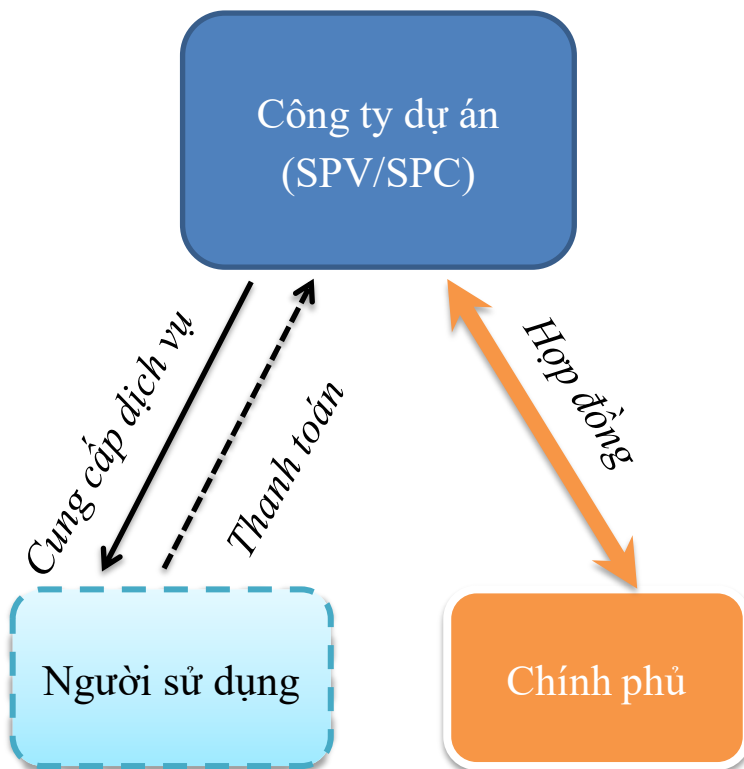 Công ty dự án
(SPV/SPC)
Cung cấp dịch vụ
Thanh toán
Hợp đồng
Người sử dụng
Chính phủ